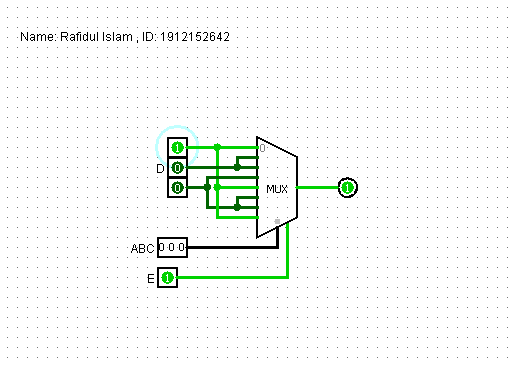 Name: Rafidul Islam , ID: 1912152642
1
0
D 0
0
MUX
1
ABC 0 0 0
E 1